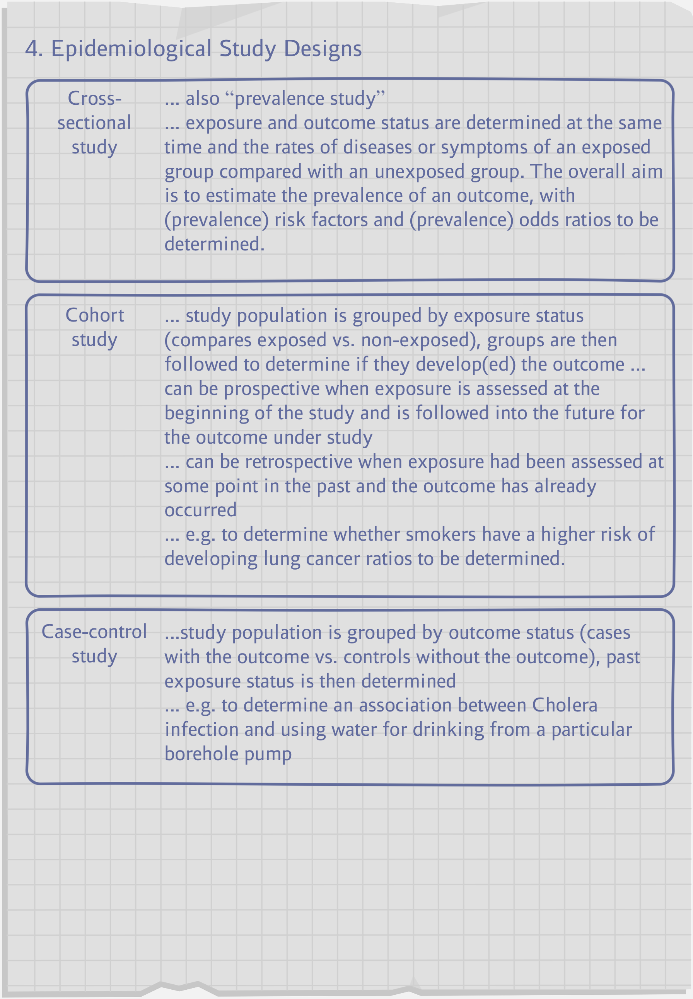 4. Epidemiological Study Designs
Cross-
sectional
study
... also “prevalence study”
... exposure and outcome status are determined at the same
time and the rates of diseases or symptoms of an exposed
group compared with an unexposed group. The overall aim
is to estimate the prevalence of an outcome, with
(prevalence) risk factors and (prevalence) odds ratios to be
determined.
Cohort
study
... study population is grouped by exposure status
(compares exposed vs. non-exposed), groups are then
followed to determine if they develop(ed) the outcome ...
can be prospective when exposure is assessed at the
beginning of the study and is followed into the future for
the outcome under study
... can be retrospective when exposure had been assessed at
some point in the past and the outcome has already
occurred
... e.g. to determine whether smokers have a higher risk of
developing lung cancer ratios to be determined.
Case-control
study
...study population is grouped by outcome status (cases
with the outcome vs. controls without the outcome), past
exposure status is then determined
... e.g. to determine an association between Cholera
infection and using water for drinking from a particular
borehole pump